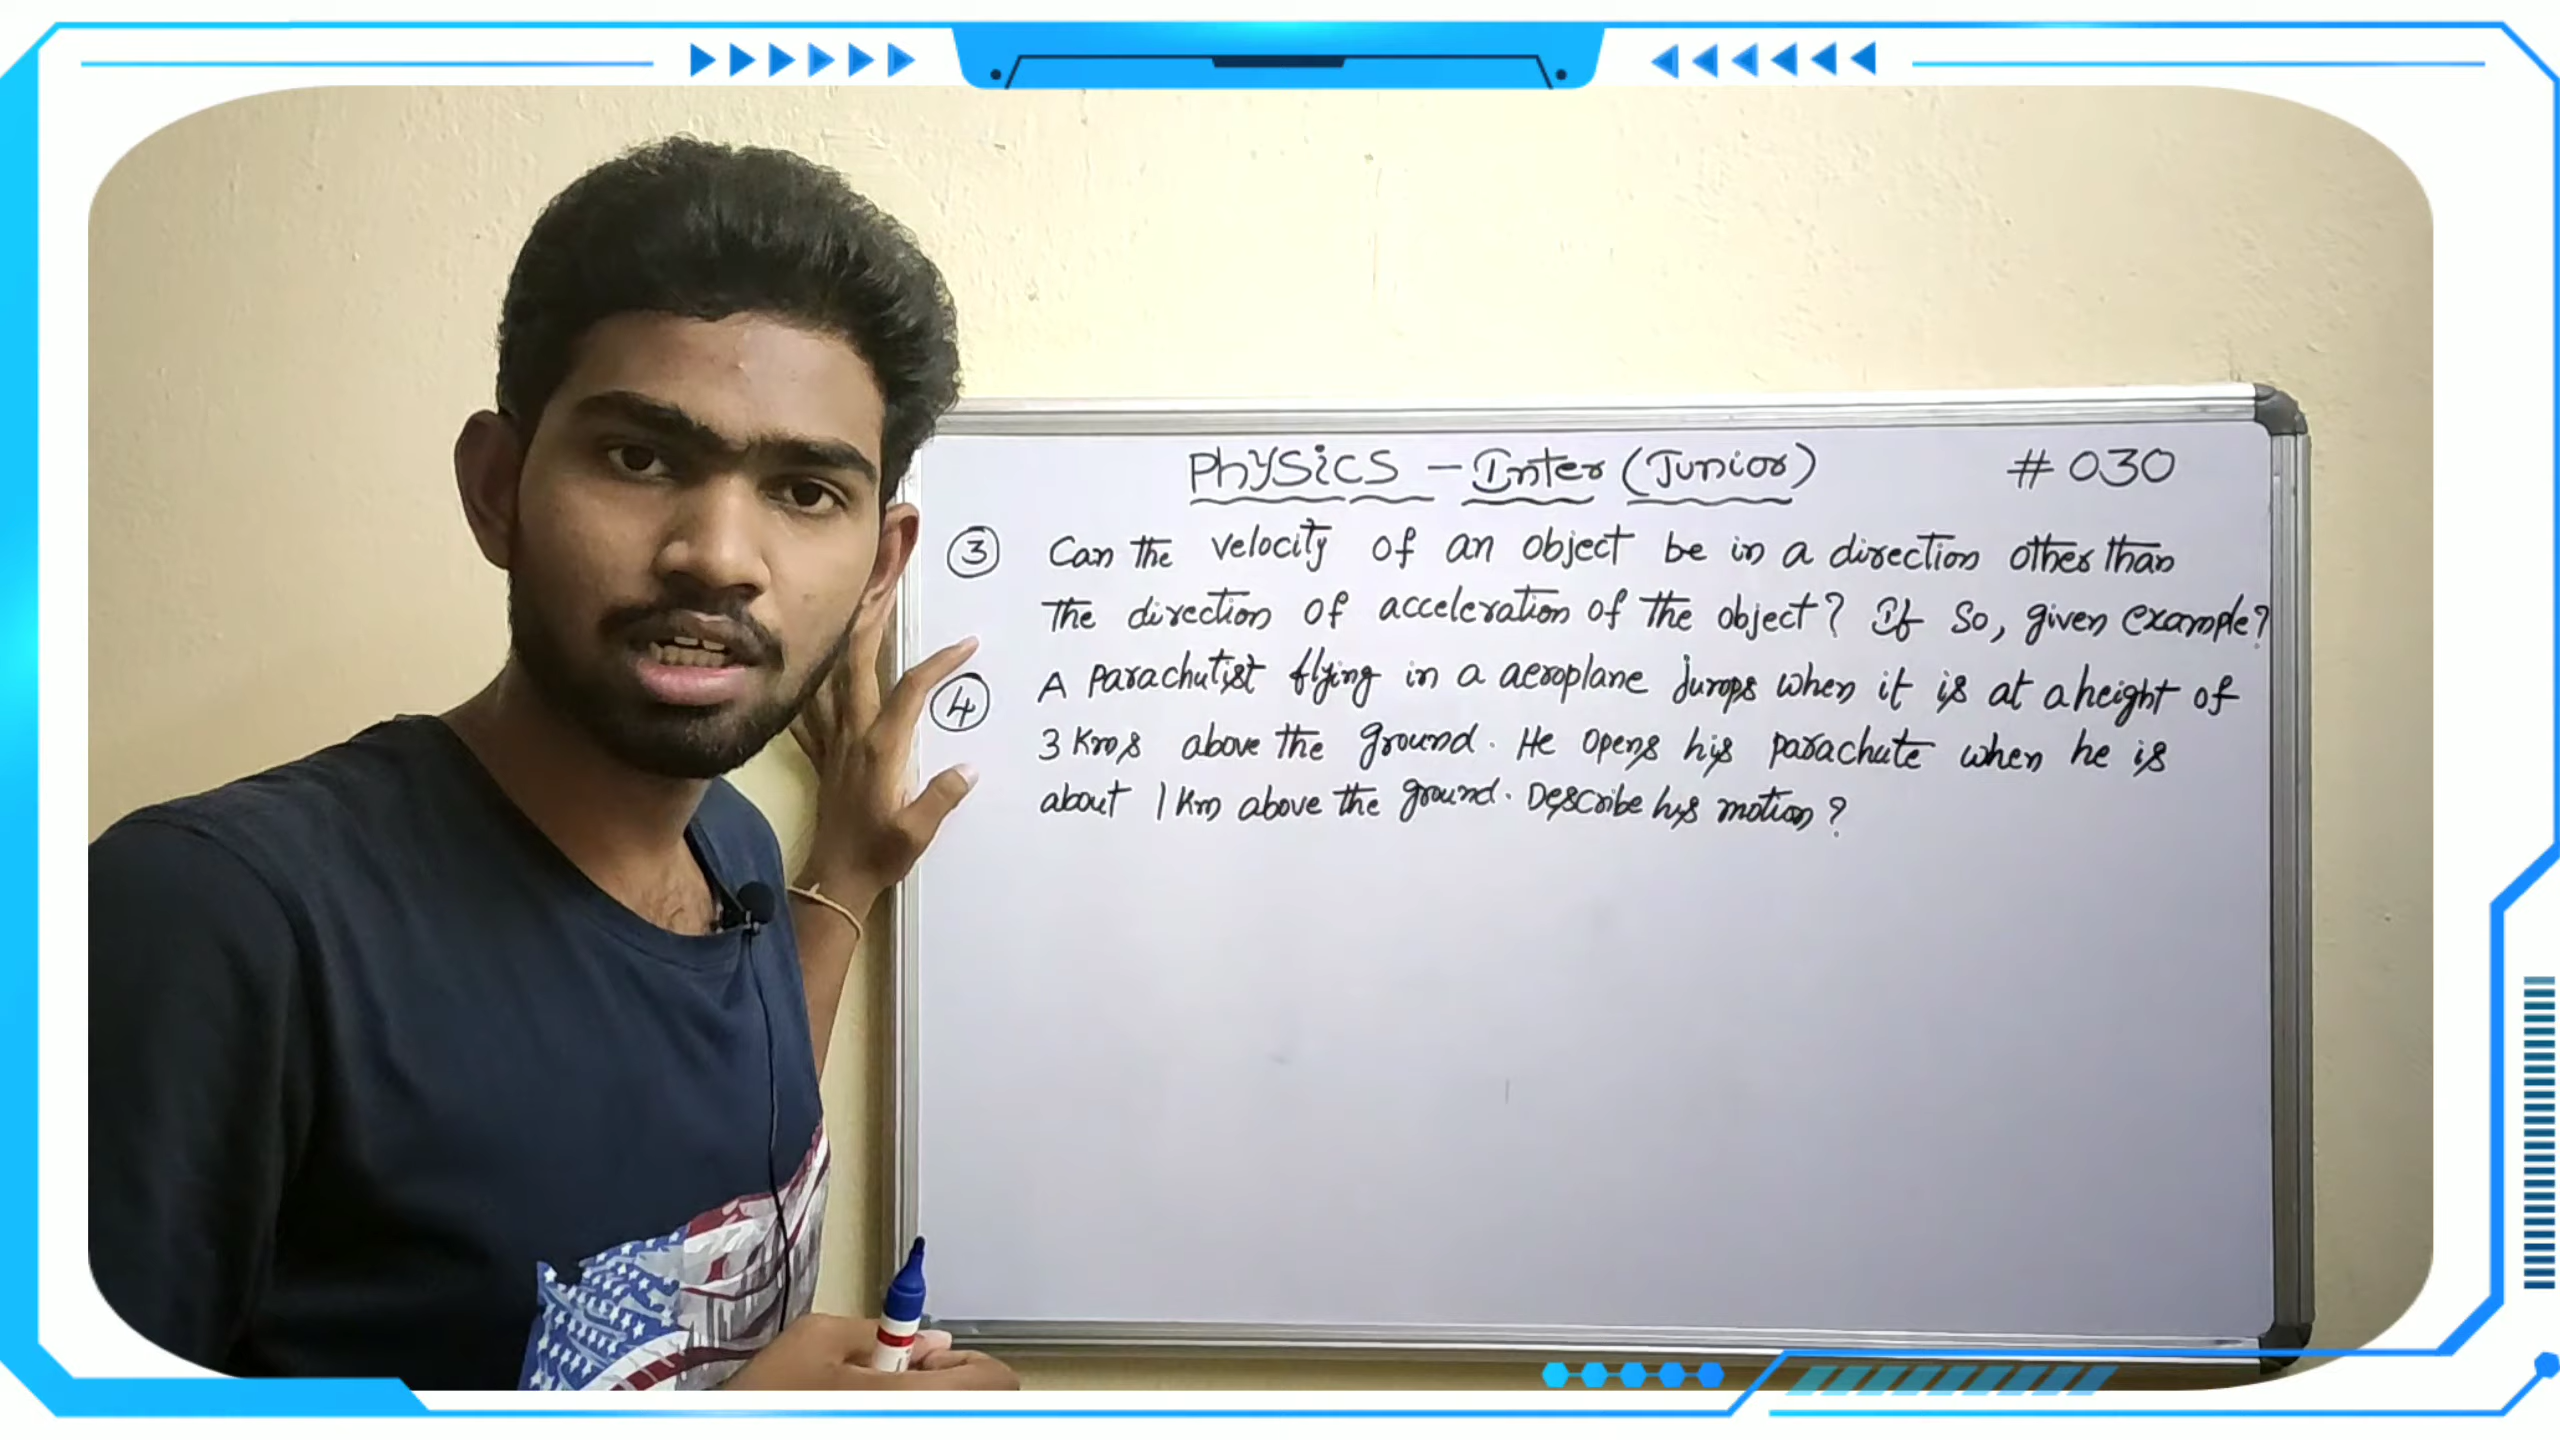 Physics - Inter (Junior) # 030
③ Can the velocity of an object be in a direction other than
the direction of acceleration of the object? If So, given example?
④ A Parachutist flying in a aeroplane jumps when it is at a height of
3 Kms above the ground. He opens his parachute when he is
about 1 Km above the ground. Describe his motion?